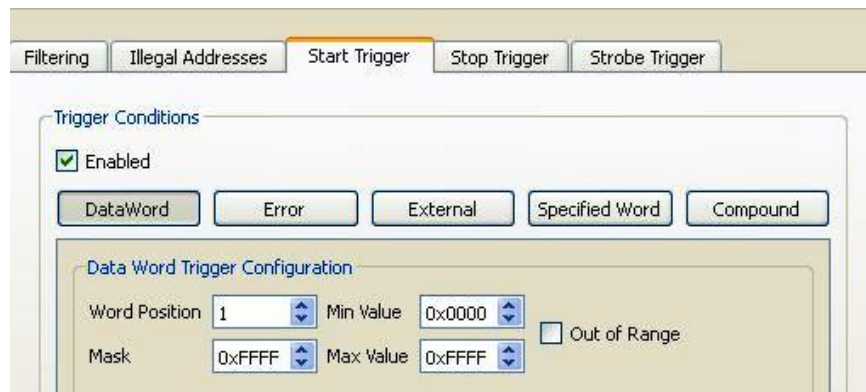 Filtering Illegal Addresses Start Trigger Stop Trigger Strobe Trigger
Trigger Conditions
Enabled
DataWord Error External Specified Word Compound
Data Word Trigger Configuration
Word Position 1 Min Value 0x0000 Out of Range
Mask 0xFFFF Max Value 0xFFFF